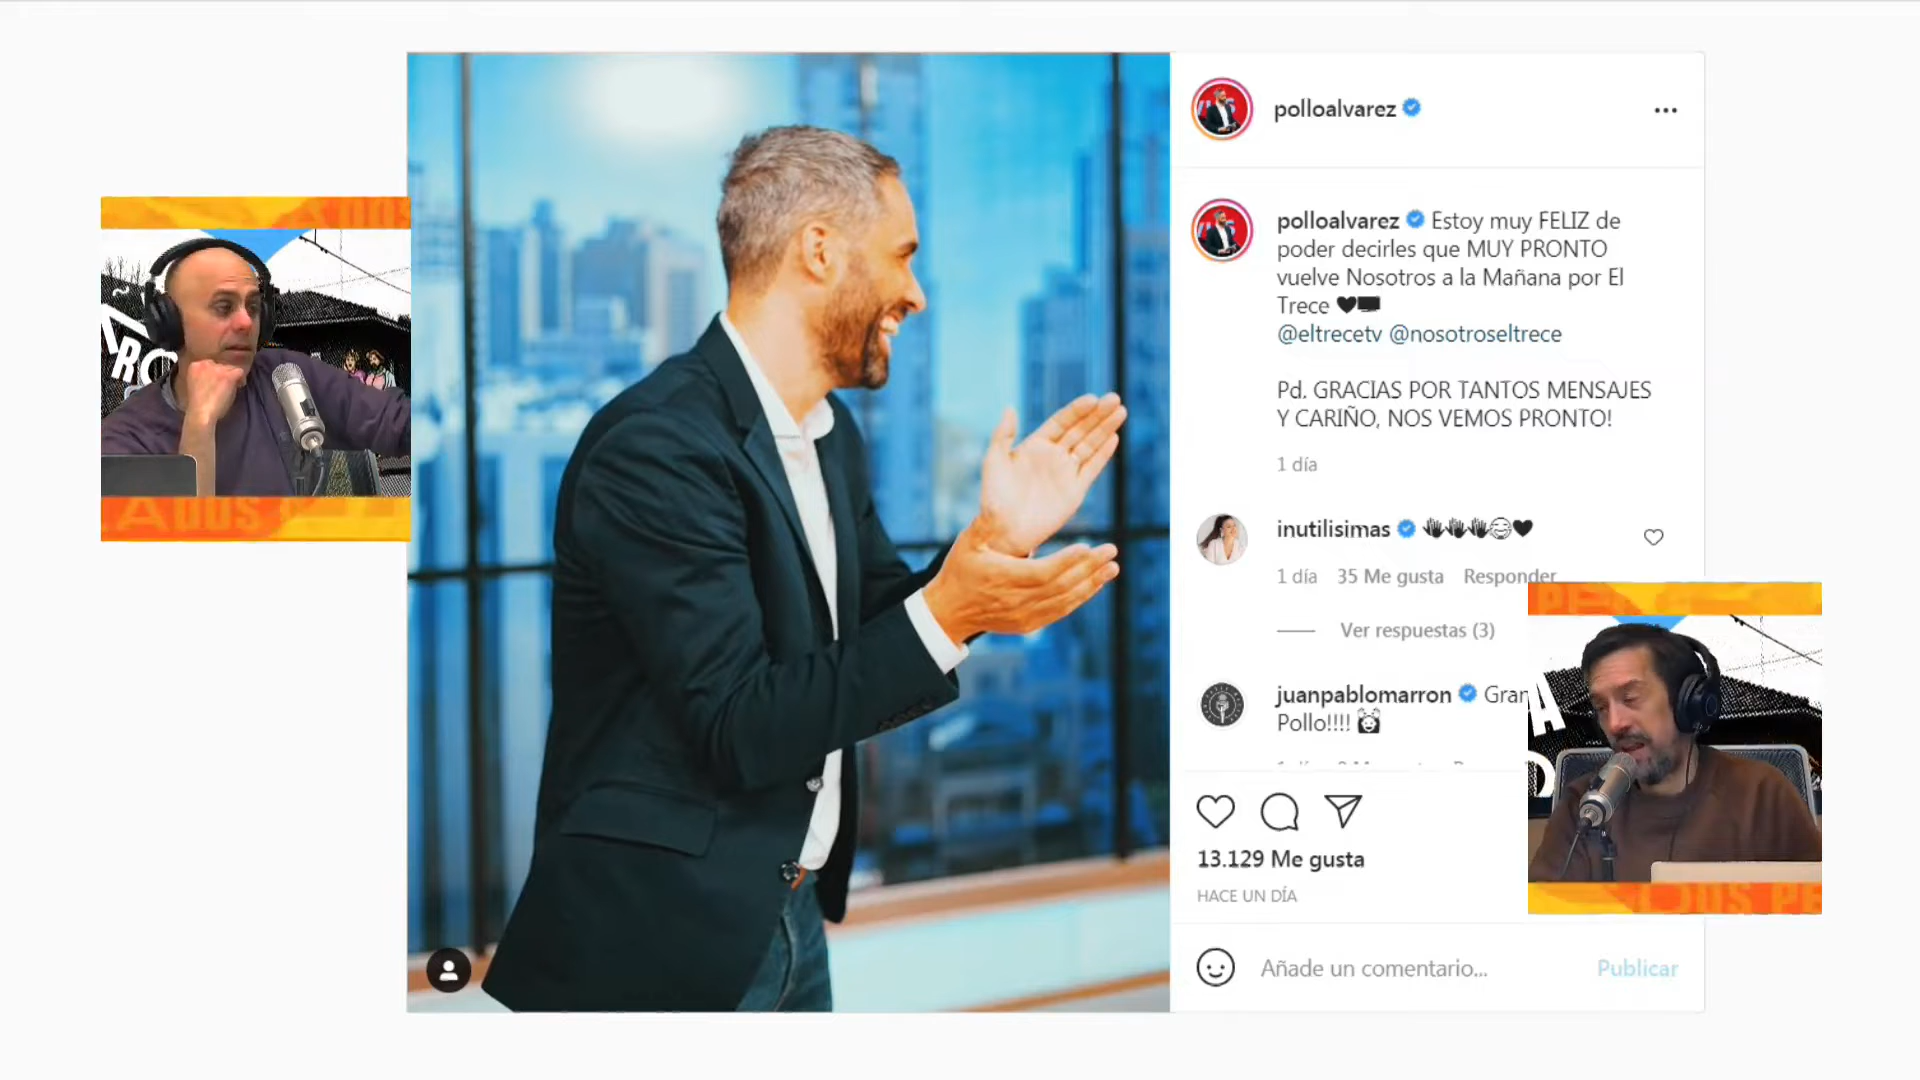 polloalvarez
polloalvarez Estoy muy FELIZ de
poder decirles que MUY PRONTO
vuelve Nosotros a la Mañana por El
Trece
@eltrecetv @nosotroseltrece
Pd. GRACIAS POR TANTOS MENSAJES
Y CARIÑO, NOS VEMOS PRONTO!
1 día
inutilisimas
1 día 35 Me gusta Responder
Ver respuestas (3)
juanpablomarron
Pollo!!!!
13.129 Me gusta
HACE UN DÍA
Añade un comentario...
Publicar